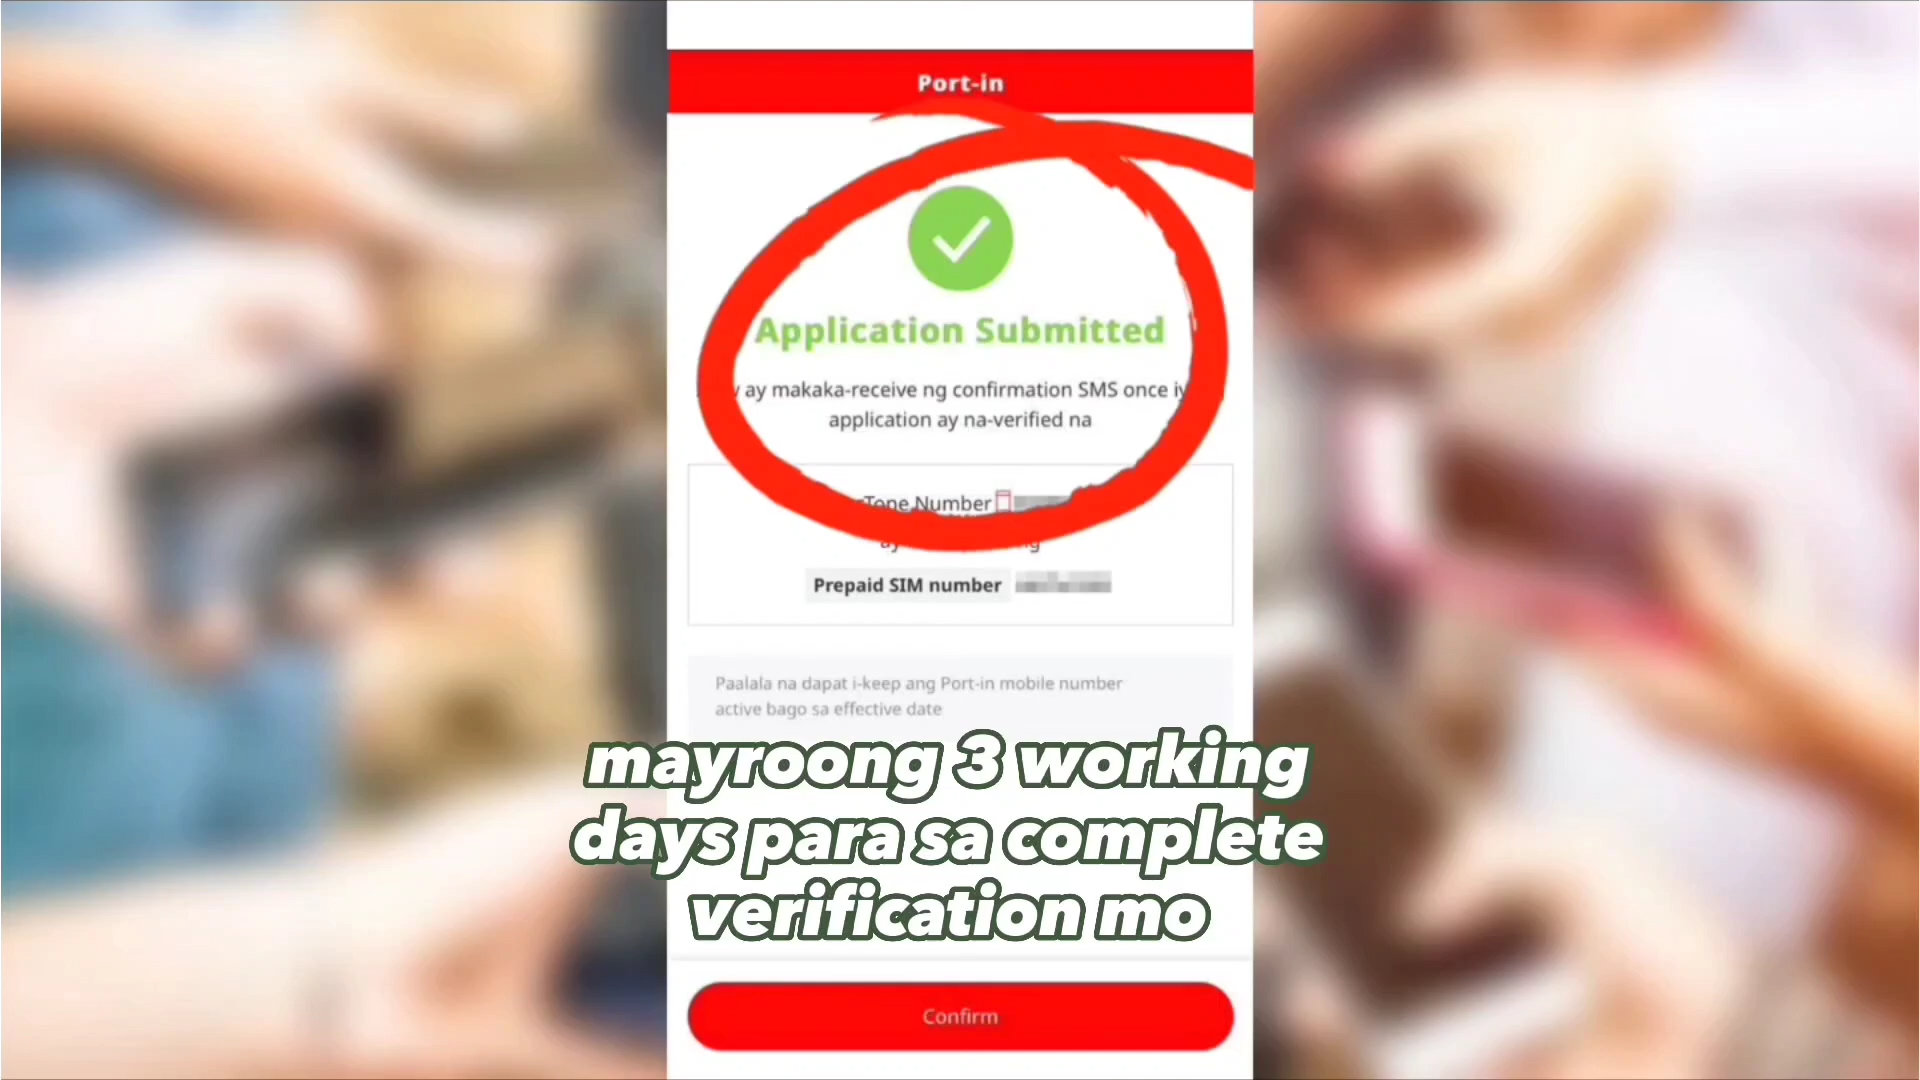 Port-in
Application Submitted
ay makaka-receive ng confirmation SMS once
application ay na-verified na
Tone Number
Prepaid SIM number
Paalala na dapat i-keep ang Port-in mobile number
active bago sa effective date
mayroong 3 working
days para sa complete
verification mo
Confirm